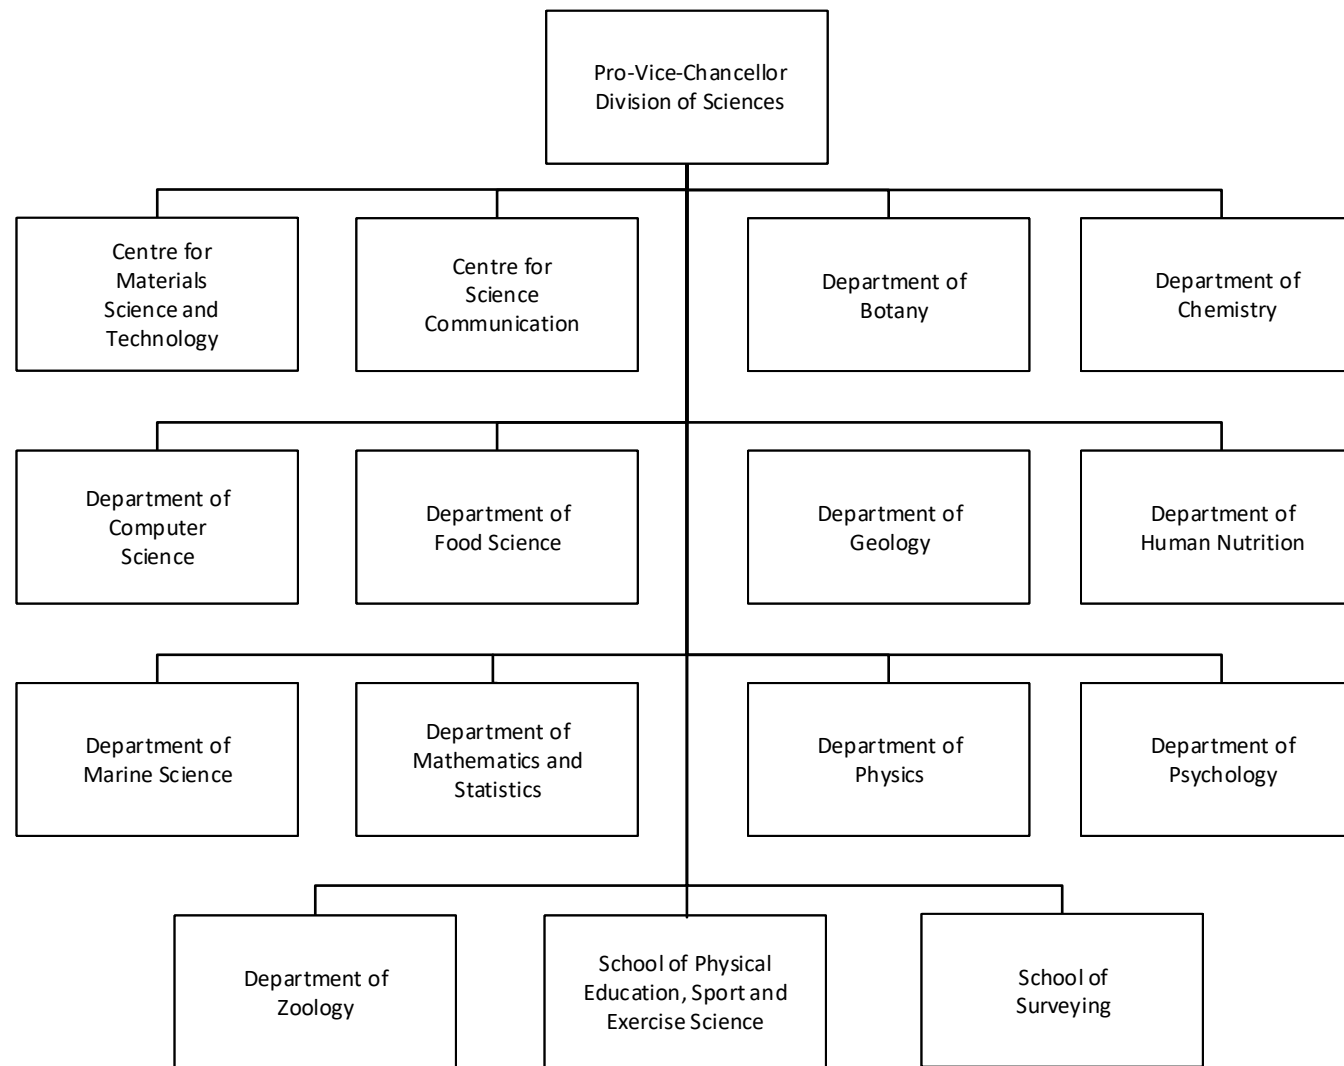 Pro-Vice-Chancellor
Division of Sciences
Centre for
Materials
Science and
Technology
Centre for
Science
Communication
Department of
Botany
Department of
Chemistry
Department of
Computer
Science
Department of
Food Science
Department of
Geology
Department of
Human Nutrition
Department of
Marine Science
Department of
Mathematics and
Statistics
Department of
Physics
Department of
Psychology
Department of
Zoology
School of Physical
Education, Sport and
Exercise Science
School of
Surveying